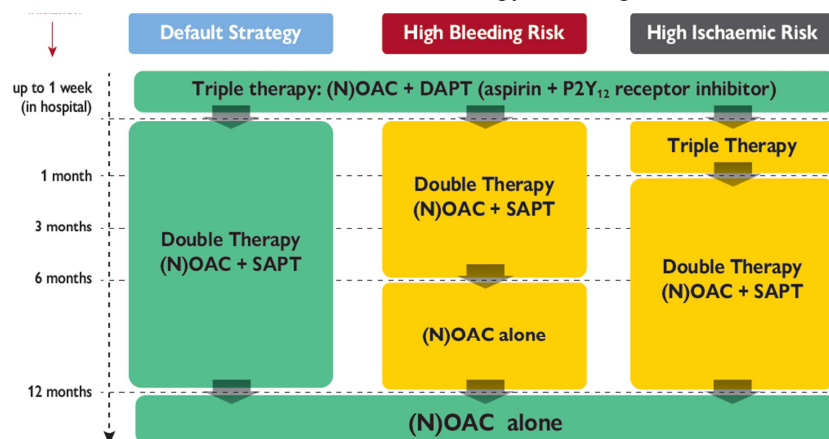 Default Strategy
High Bleeding Risk
High Ischaemic Risk
up to 1 week
(in hospital)
Triple therapy: (N)OAC + DAPT (aspirin + P2Y₁₂ receptor inhibitor)
Triple Therapy
1 month
Double Therapy
(N)OAC + SAPT
3 months
Double Therapy
(N)OAC + SAPT
Double Therapy
(N)OAC + SAPT
6 months
(N)OAC alone
12 months
(N)OAC alone